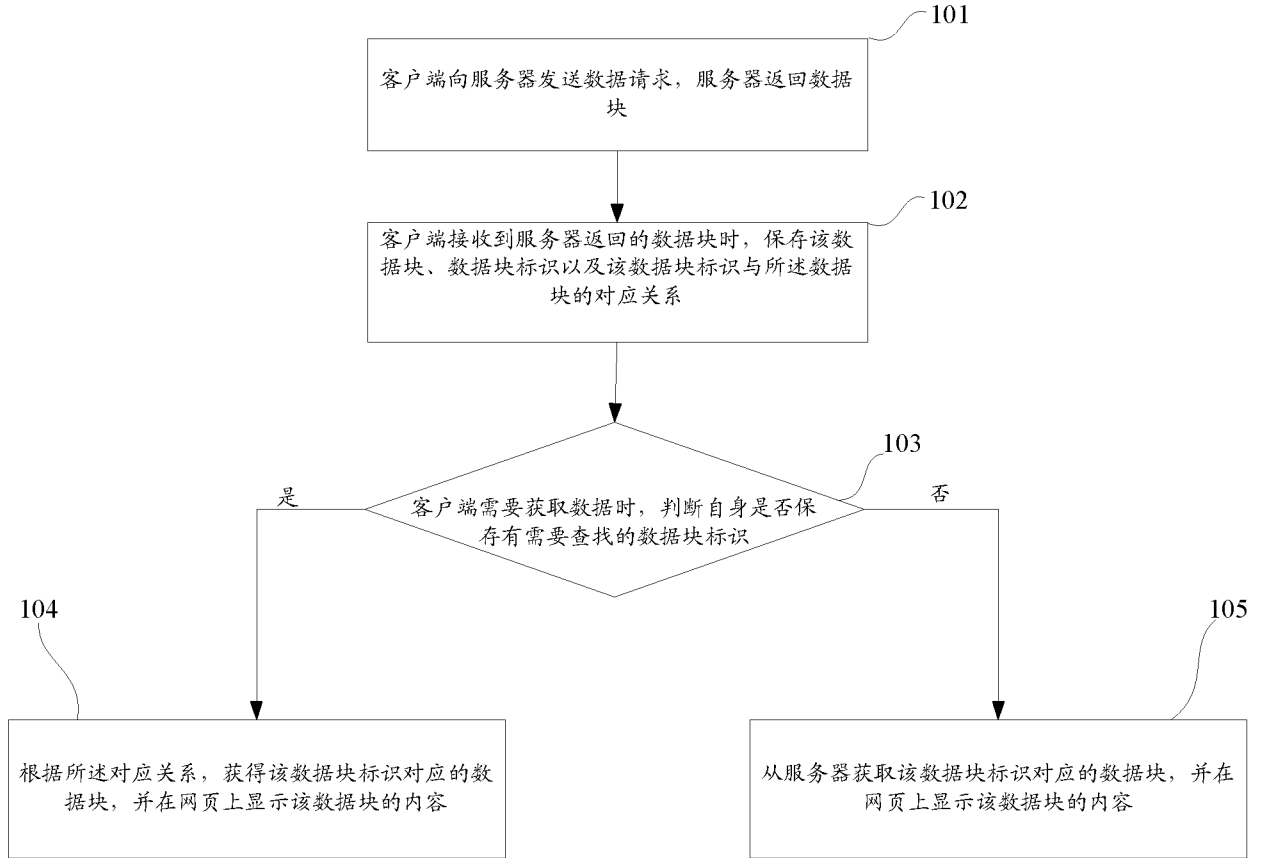 101
客户端向服务器发送数据请求，服务器返回数据
块
102
客户端接收到服务器返回的数据块时，保存该数
据块、数据块标识以及该数据块标识与所述数据
块的对应关系
103
是
否
客户端需要获取数据时，判断自身是否保
存有需要查找的数据块标识
104
105
根据所述对应关系，获得该数据块标识对应的数
据块，并在网页上显示该数据块的内容
从服务器获取该数据块标识对应的数据块，并在
网页上显示该数据块的内容